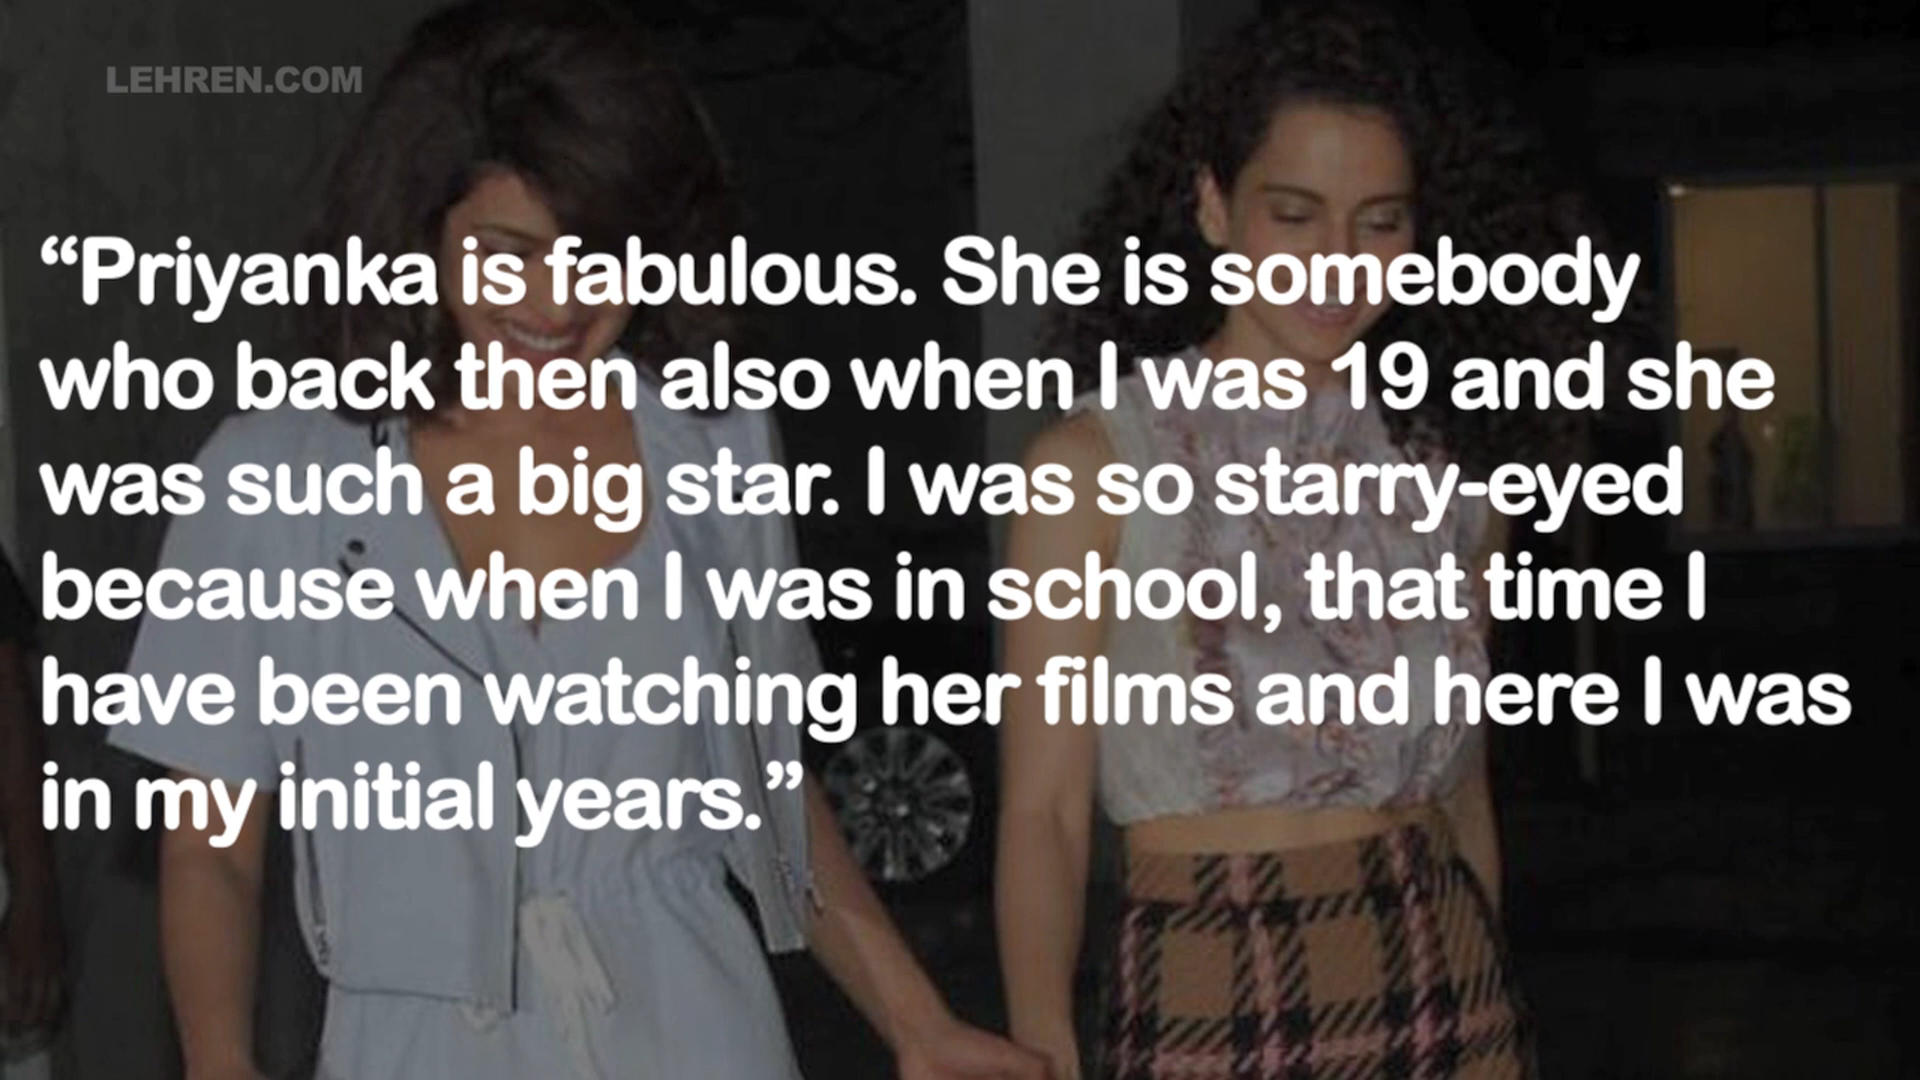 LEHREN.COM
“Priyanka is fabulous. She is somebody
who back then also when I was 19 and she
was such a big star. I was so starry-eyed
because when I was in school, that time I
have been watching her films and here I was
in my initial years.”